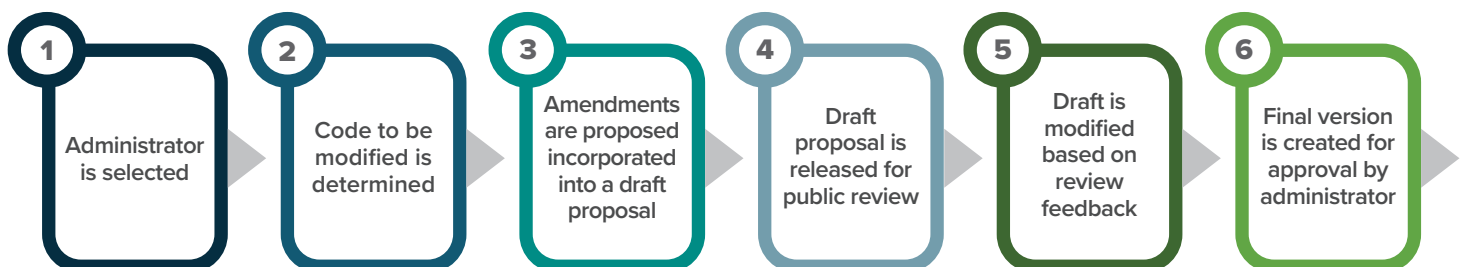 1
Administrator
is selected
2
Code to be
modified is
determined
3
Amendments
are proposed
incorporated
into a draft
proposal
4
Draft
proposal is
released for
public review
5
Draft is
modified
based on
review
feedback
6
Final version
is created for
approval by
administrator